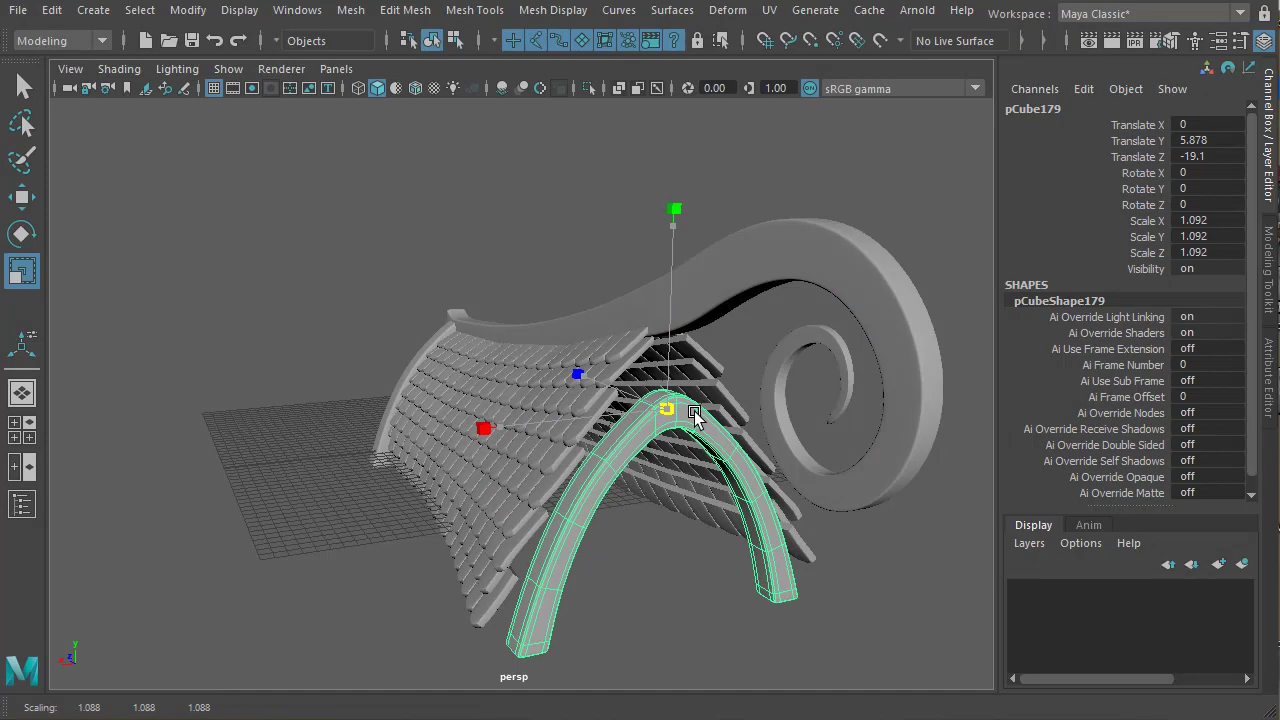 File Edit Create Select Modify Display Windows Mesh Edit Mesh Mesh Tools Mesh Display Curves Surfaces Deform UV Generate Cache Arnold Help Workspace : Maya Classic*
Modeling Objects No Live Surface
View Shading Lighting Show Renderer Panels
0.00 1.00 sRGB gamma
Channels Edit Object Show
pCube179
Translate X 0
Translate Y 5.878
Translate Z -19.1
Rotate X 0
Rotate Y 0
Rotate Z 0
Scale X 1.092
Scale Y 1.092
Scale Z 1.092
Visibility on
SHAPES
pCubeShape179
Ai Override Light Linking on
Ai Override Shaders on
Ai Use Frame Extension off
Ai Frame Number 0
Ai Use Sub Frame off
Ai Frame Offset 0
Ai Override Nodes off
Ai Override Receive Shadows off
Ai Override Double Sided off
Ai Override Self Shadows off
Ai Override Opaque off
Ai Override Matte off
Display Anim
Layers Options Help
Channel Box / Layer Editor
Modeling Toolkit
Attribute Editor
persp
y
z
x
M
Scaling: 1.088 1.088 1.088